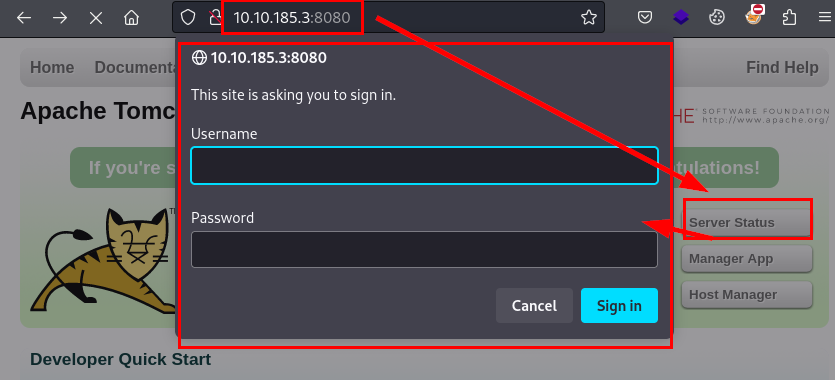 10.10.185.3:8080
Home Documenta Find Help
10.10.185.3:8080
This site is asking you to sign in.
Apache Tomc
SOFTWARE FOUNDATION
http://www.apache.org/
Username
If you're s
tulations!
TM
Password
Server Status
Manager App
Host Manager
Cancel Sign in
Developer Quick Start